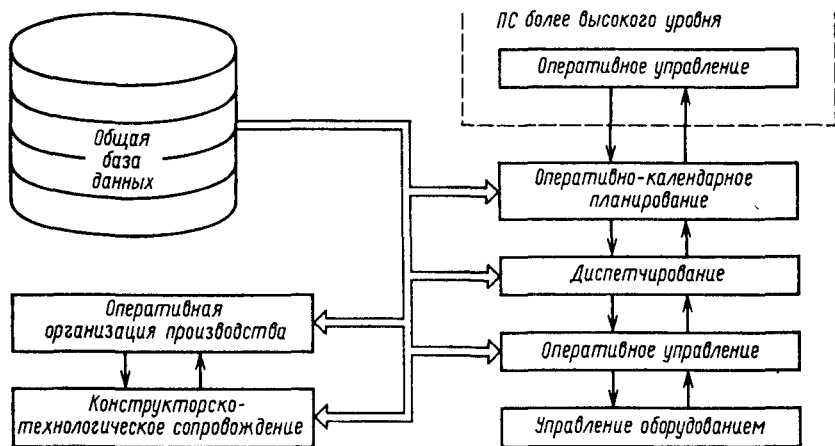 ПС более высокого уровня
Оперативное управление
Общая
база
данных
Оперативно-календарное
планирование
Диспетчирование
Оперативная
организация производства
Оперативное управление
Конструкторско-
технологическое сопровождение
Управление оборудованием